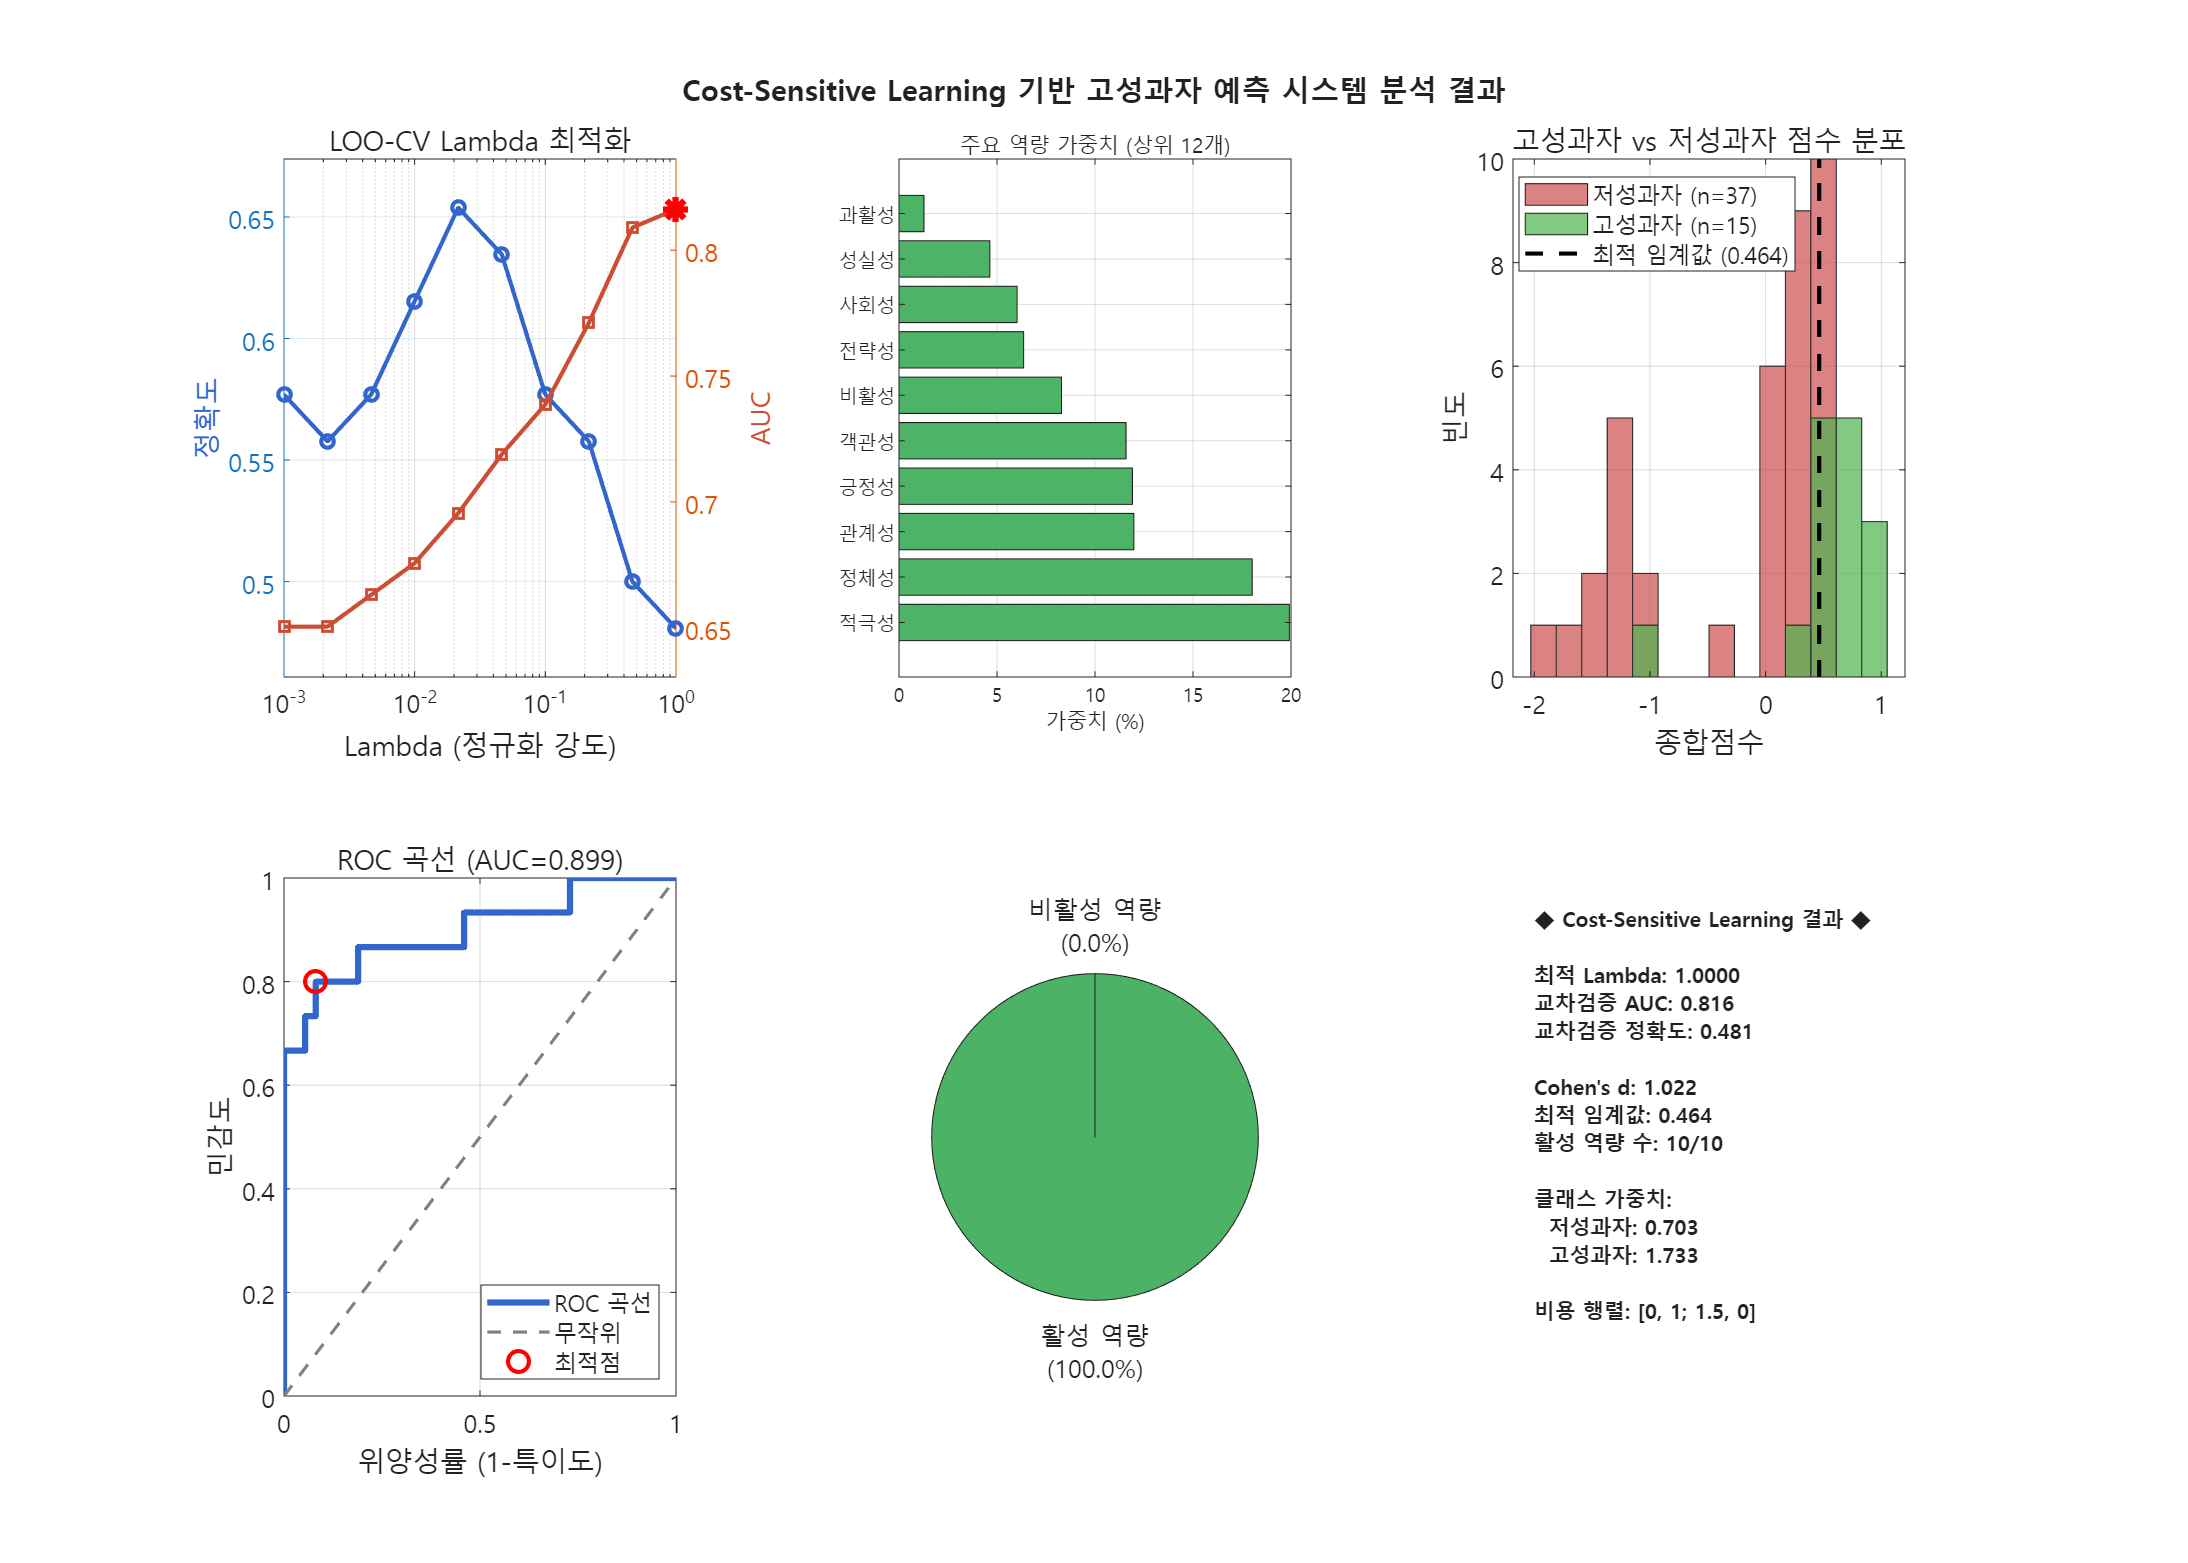 Cost-Sensitive Learning 기반 고성과자 예측 시스템 분석 결과
LOO-CV Lambda 최적화
0.65
0.6
0.55
0.5
정확도
0.8
0.75
0.7
0.65
AUC
10-3
10-2
10-1
100
Lambda (정규화 강도)
주요 역량 가중치 (상위 12개)
과활성
성실성
사회성
전략성
비활성
객관성
긍정성
관계성
정체성
적극성
0
5
10
15
20
가중치 (%)
고성과자 vs 저성과자 점수 분포
저성과자 (n=37)
고성과자 (n=15)
최적 임계값 (0.464)
10
8
6
4
2
0
빈도
-2
-1
0
1
종합점수
ROC 곡선 (AUC=0.899)
1
0.8
0.6
0.4
0.2
0
민감도
ROC 곡선
무작위
최적점
0
0.5
1
위양성률 (1-특이도)
비활성 역량
(0.0%)
활성 역량
(100.0%)
◆ Cost-Sensitive Learning 결과 ◆
최적 Lambda: 1.0000
교차검증 AUC: 0.816
교차검증 정확도: 0.481
Cohen's d: 1.022
최적 임계값: 0.464
활성 역량 수: 10/10
클래스 가중치:
저성과자: 0.703
고성과자: 1.733
비용 행렬: [0, 1; 1.5, 0]